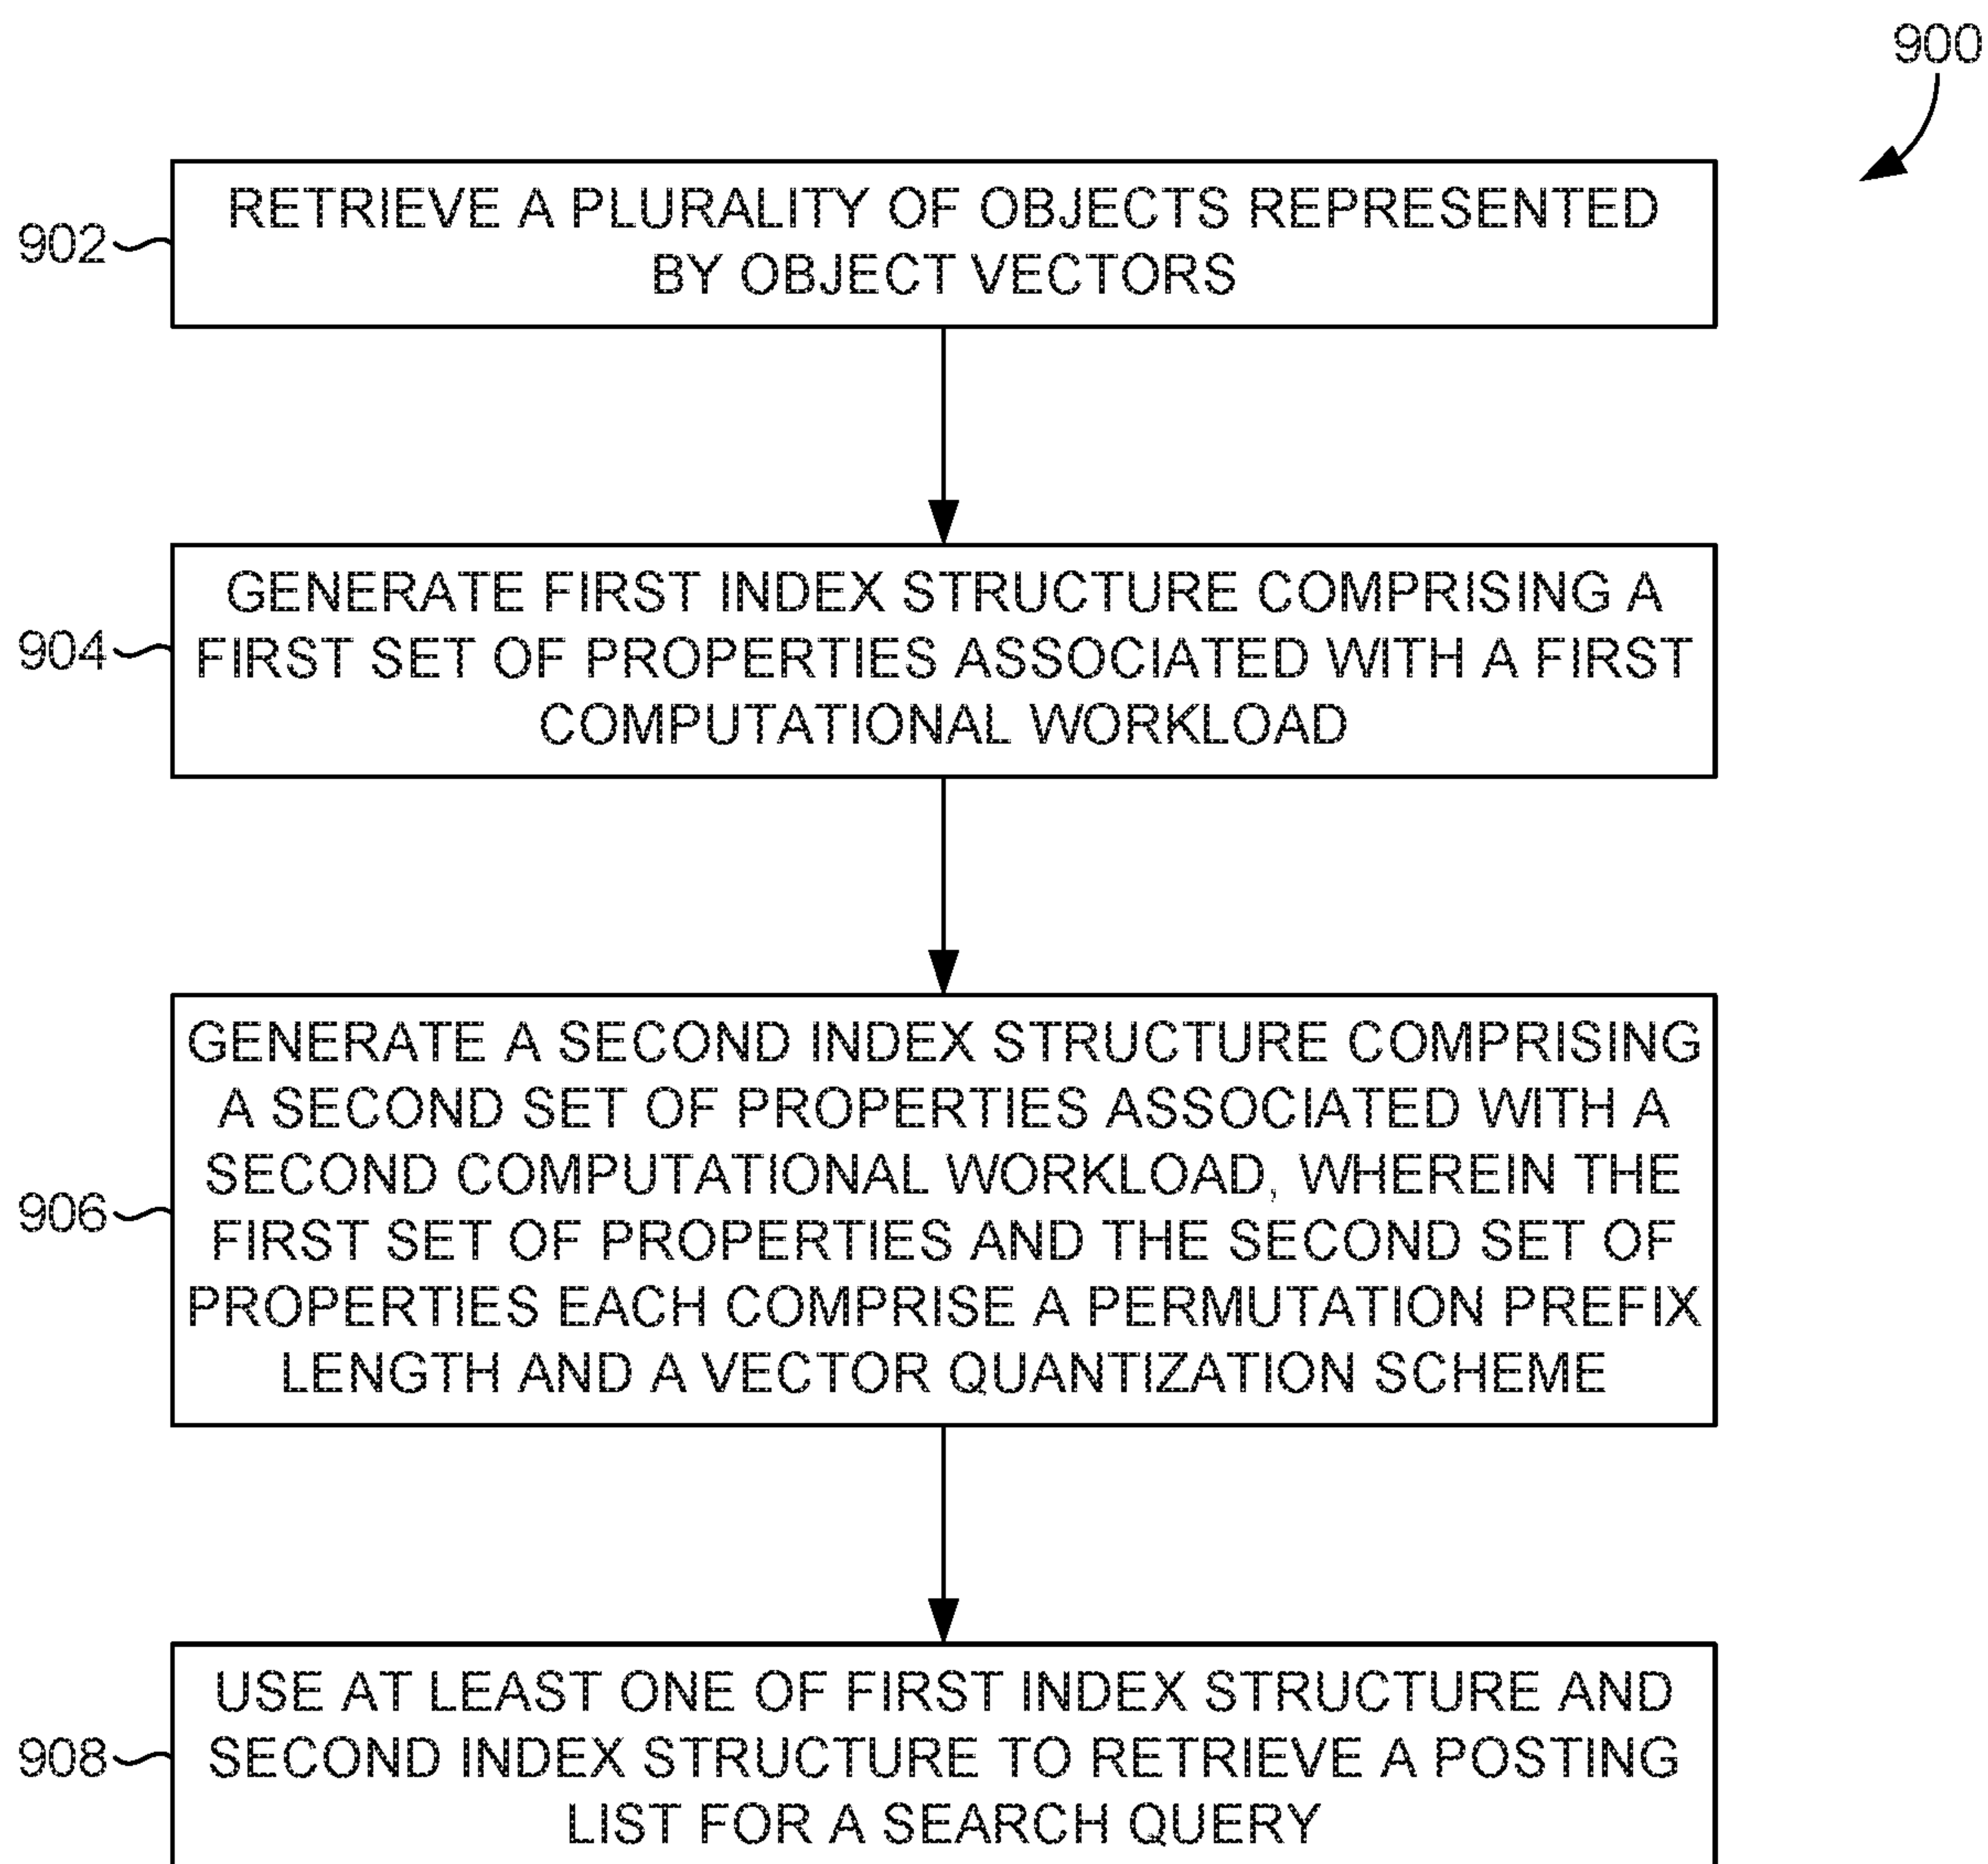 900
902
RETRIEVE A PLURALITY OF OBJECTS REPRESENTED
BY OBJECT VECTORS
904
GENERATE FIRST INDEX STRUCTURE COMPRISING A
FIRST SET OF PROPERTIES ASSOCIATED WITH A FIRST
COMPUTATIONAL WORKLOAD
906
GENERATE A SECOND INDEX STRUCTURE COMPRISING
A SECOND SET OF PROPERTIES ASSOCIATED WITH A
SECOND COMPUTATIONAL WORKLOAD, WHEREIN THE
FIRST SET OF PROPERTIES AND THE SECOND SET OF
PROPERTIES EACH COMPRISE A PERMUTATION PREFIX
LENGTH AND A VECTOR QUANTIZATION SCHEME
908
USE AT LEAST ONE OF FIRST INDEX STRUCTURE AND
SECOND INDEX STRUCTURE TO RETRIEVE A POSTING
LIST FOR A SEARCH QUERY